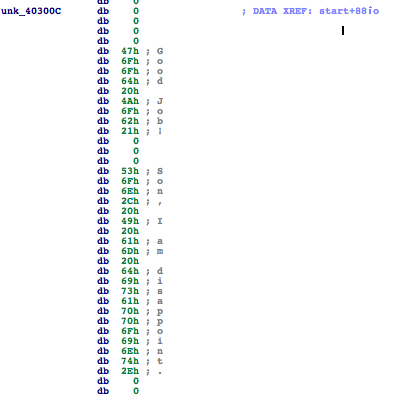 db 0
unk_40300C db 0 ; DATA XREF: start+88↑o
db 0
db 0
db 0
db 47h ; G
db 6Fh ; o
db 6Fh ; o
db 64h ; d
db 20h
db 4Ah ; J
db 6Fh ; o
db 62h ; b
db 21h ; !
db 0
db 0
db 0
db 53h ; S
db 6Fh ; o
db 6Eh ; n
db 2Ch ; ,
db 20h
db 49h ; I
db 20h
db 61h ; a
db 6Dh ; m
db 20h
db 64h ; d
db 69h ; i
db 73h ; s
db 61h ; a
db 70h ; p
db 70h ; p
db 6Fh ; o
db 69h ; i
db 6Eh ; n
db 74h ; t
db 2Eh ; .
db 0
db 0